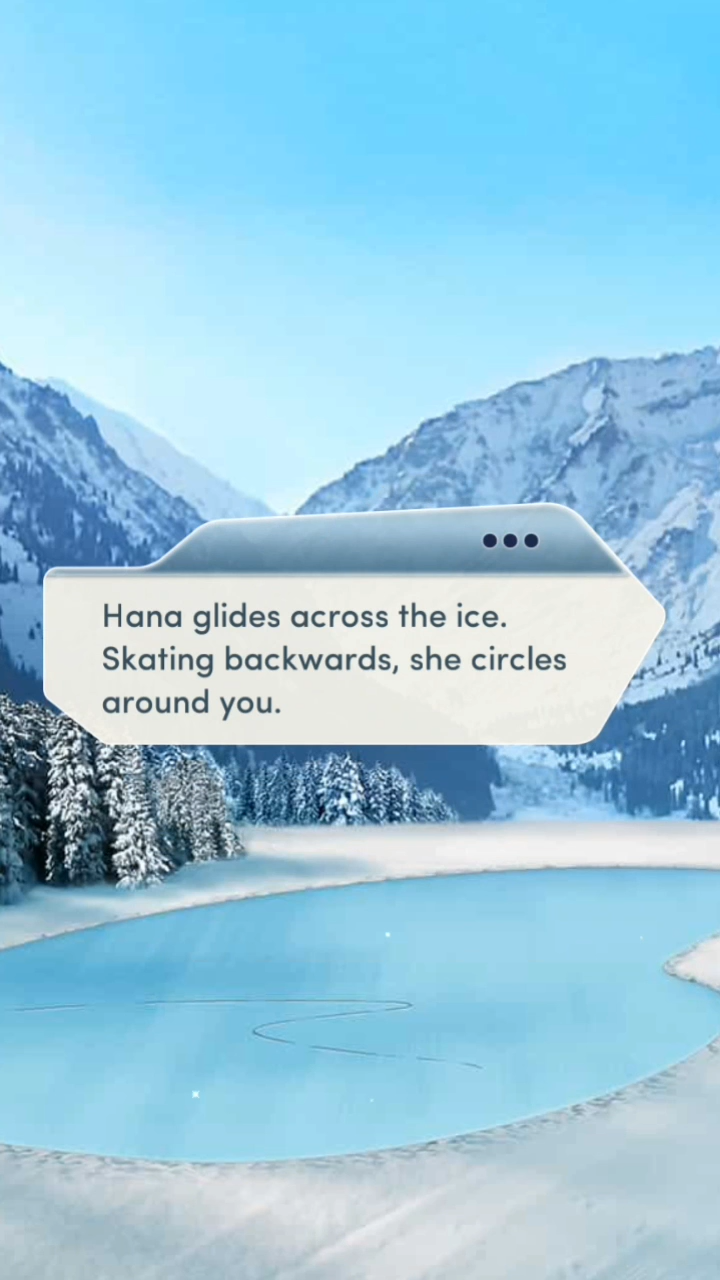 Hana glides across the ice.
Skating backwards, she circles
around you.